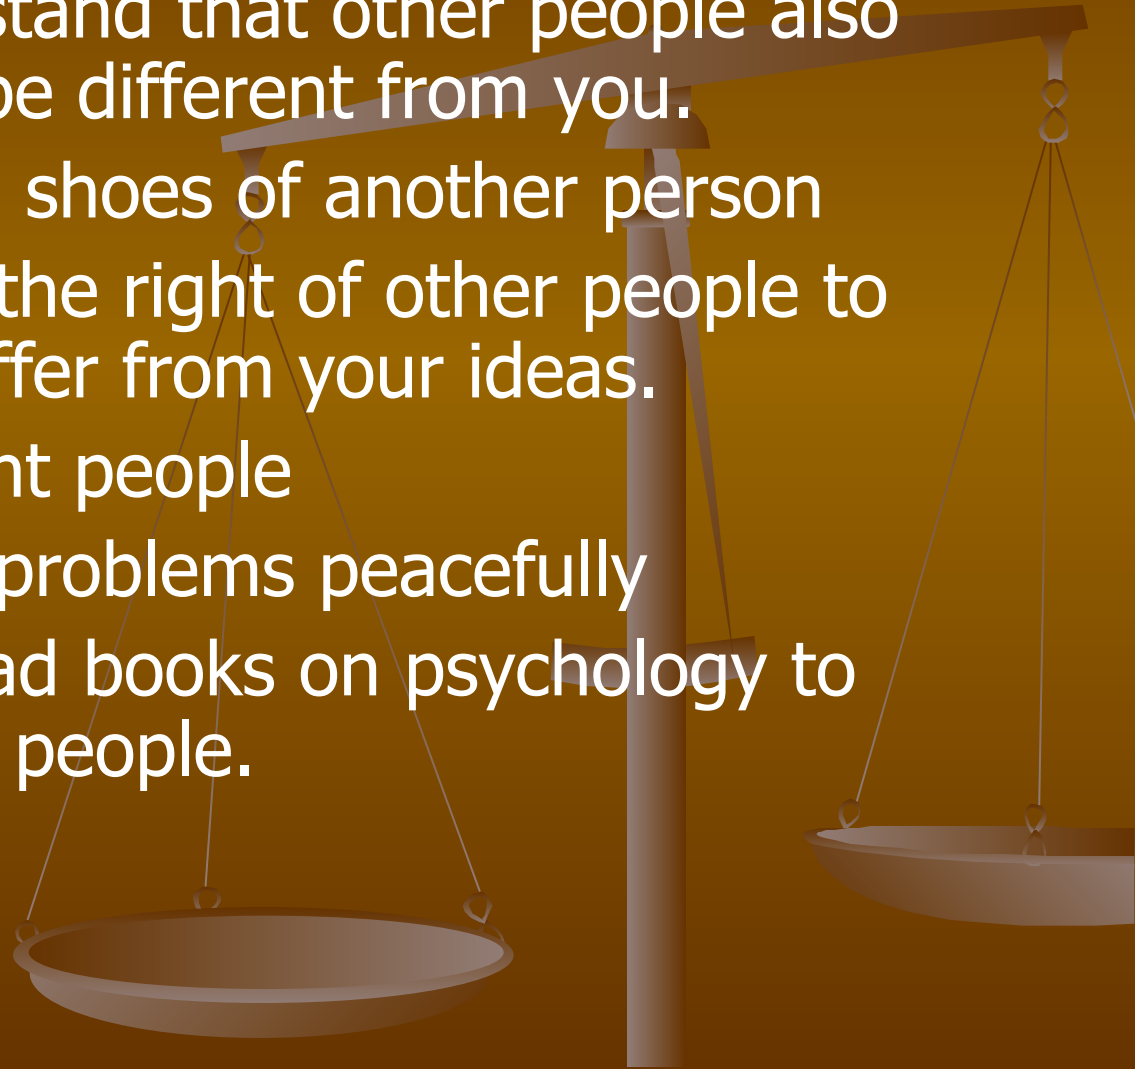 stand that other people also
be different from you.
shoes of another person
the right of other people to
ffer from your ideas.
nt people
problems peacefully
ad books on psychology to
people.